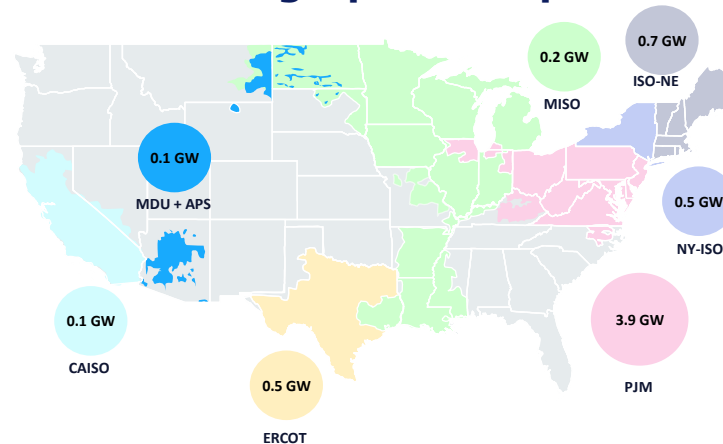 0.7 GW
ISO-NE
0.2 GW
MISO
0.1 GW
MDU + APS
0.5 GW
NY-ISO
0.1 GW
CAISO
3.9 GW
PJM
0.5 GW
ERCOT